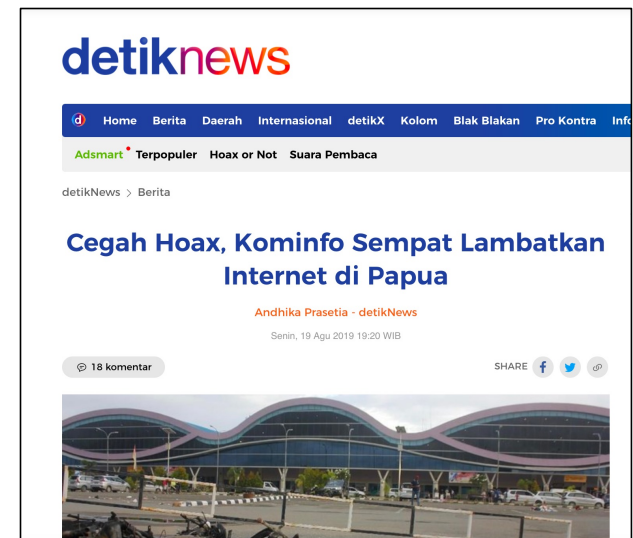 detiknews
d Home Berita Daerah Internasional detikX Kolom Blak Blakan Pro Kontra
Adsmart Terpopuler Hoax or Not Suara Pembaca
detikNews > Berita
Cegah Hoax, Kominfo Sempat Lambatkan
Internet di Papua
Andhika Prasetia - detikNews
Senin, 19 Agu 2019 19:20 WIB
18 komentar
SHARE